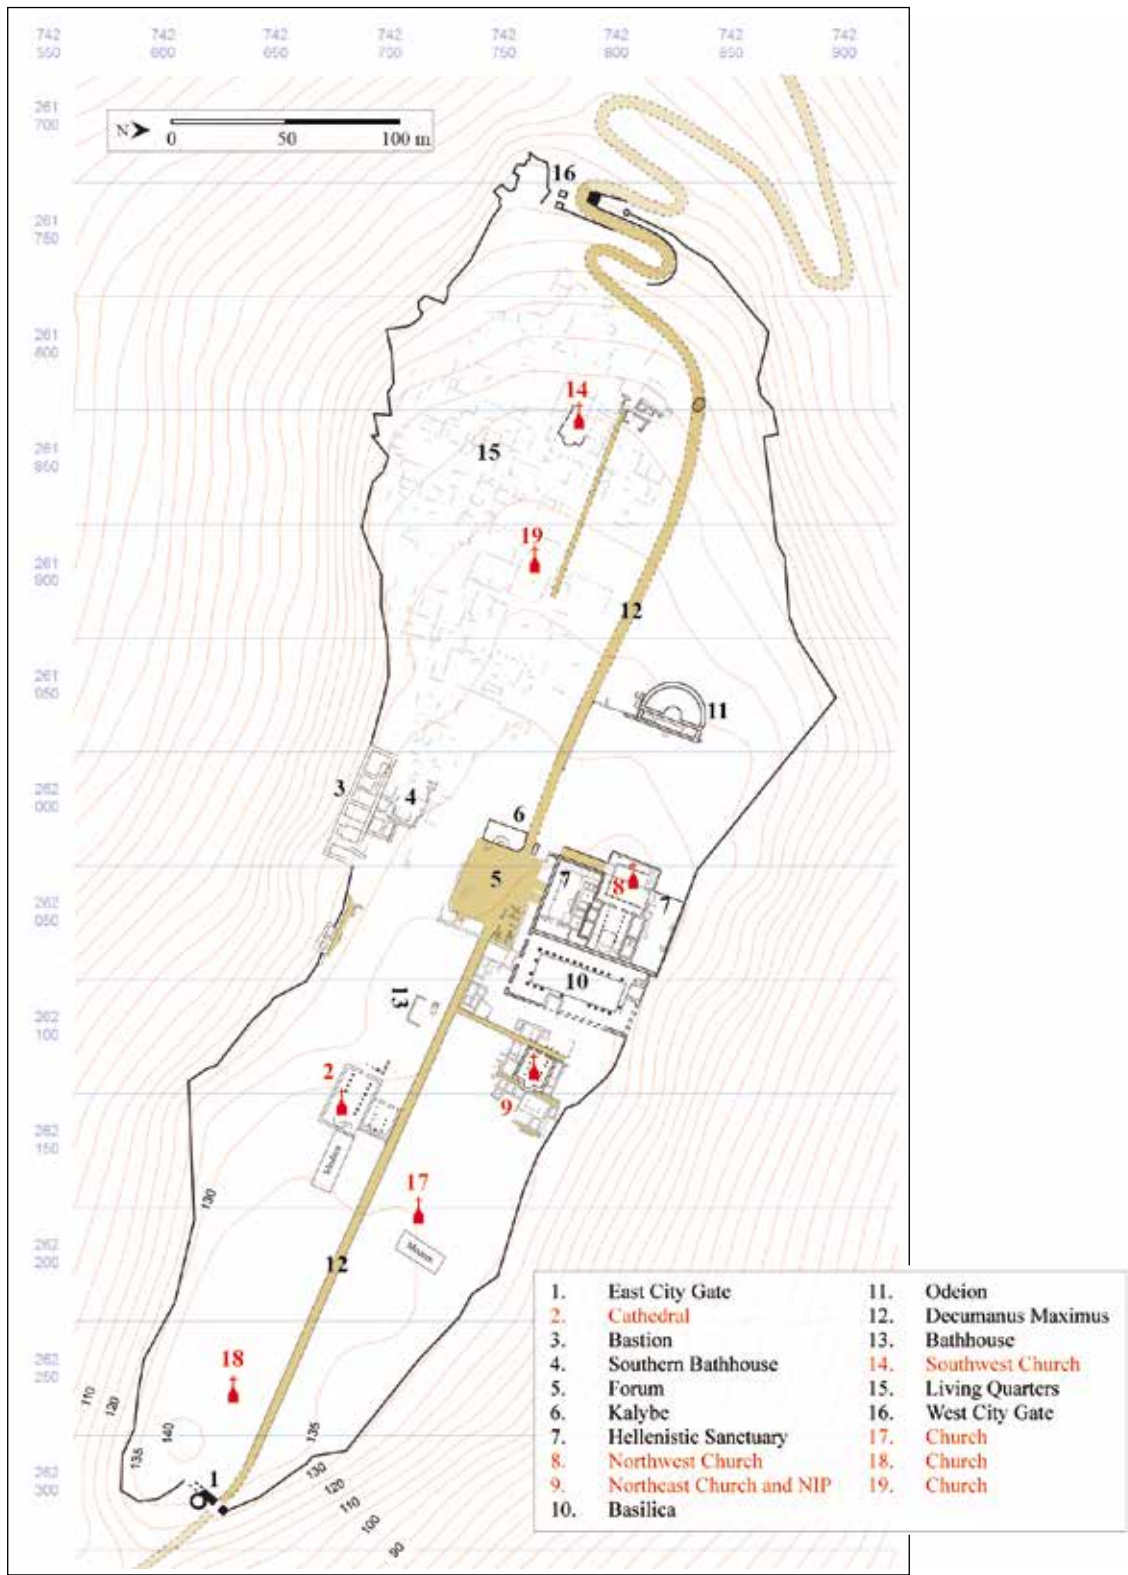 742 742 742 742 742 742 742 742
550 600 650 700 750 800 850 900
261
700
N 0 50 100 m
16
261
750
261
800
14
15
261
850
19
261
900
12
261
950
11
3
4
262
000
6
5
8
7
7
262
050
10
13
262
100
2
9
262
150
Modern
17
130
262
200
Modern
12
18
262
250
110
120
135
140
135
262
300
1
130
120
110
100
90
1. East City Gate
2. Cathedral
3. Bastion
4. Southern Bathhouse
5. Forum
6. Kalybe
7. Hellenistic Sanctuary
8. Northwest Church
9. Northeast Church and NIP
10. Basilica
11. Odeion
12. Decumanus Maximus
13. Bathhouse
14. Southwest Church
15. Living Quarters
16. West City Gate
17. Church
18. Church
19. Church